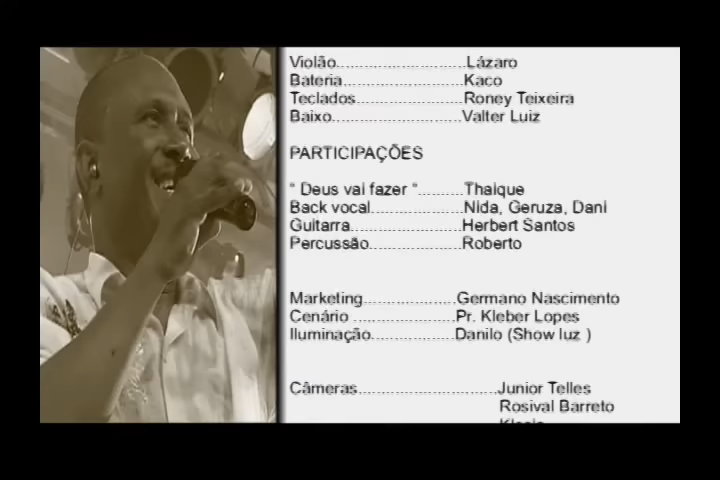 Violão..........................Lázaro
Bateria........................Kaco
Teclados.....................Roney Teixeira
Baixo..........................Valter Luiz
PARTICIPAÇÕES
“ Deus vai fazer “..........Thaique
Back vocal...................Nida, Geruza, Dani
Guitarra......................Herbert Santos
Percussão...................Roberto
Marketing...................Germano Nascimento
Cenário .....................Pr. Kleber Lopes
Iluminação.................Danilo (Show luz )
Câmeras............................Junior Telles
Rosival Barreto